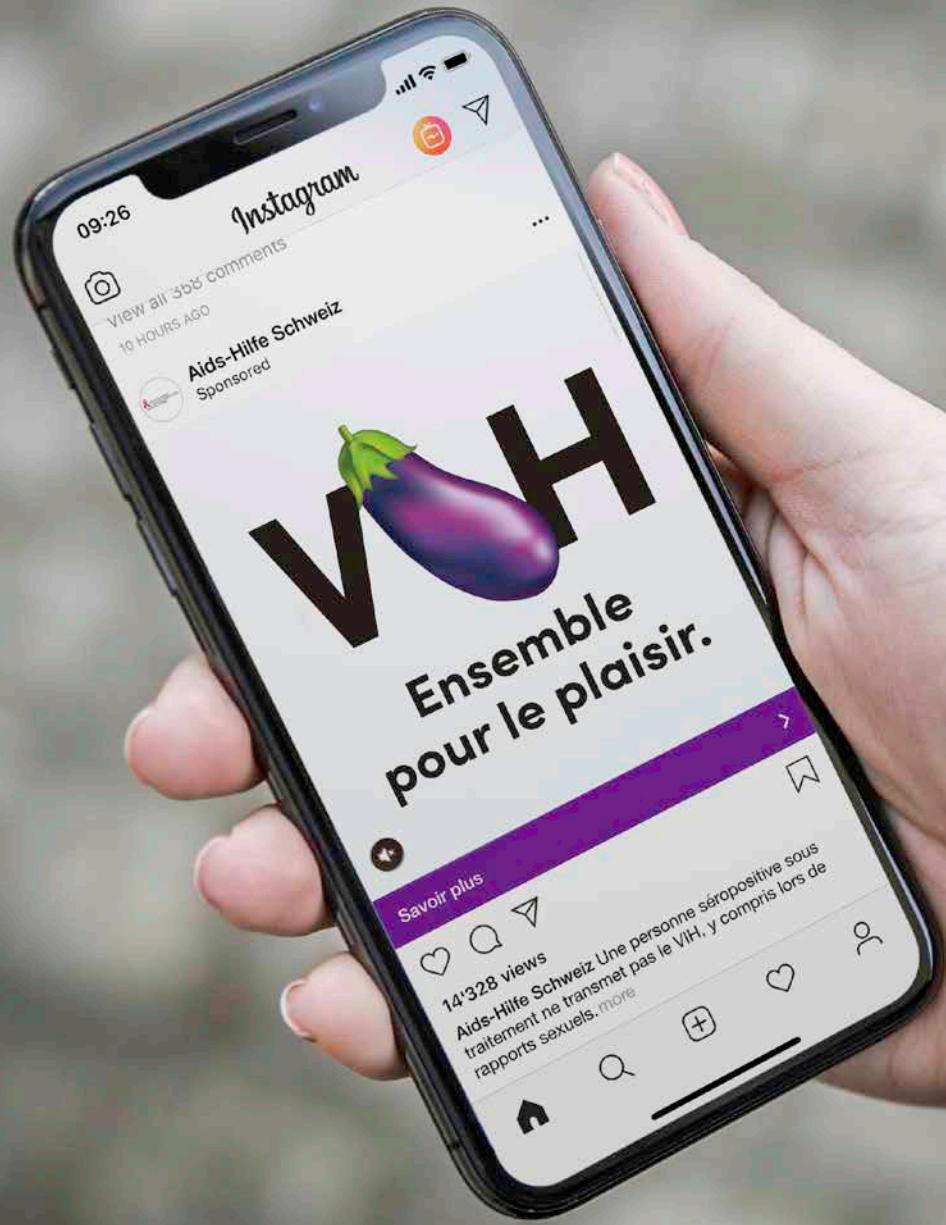 09:26
Instagram
View all 368 comments
10 HOURS AGO
Aids-Hilfe Schweiz
Sponsored
V H
Ensemble
pour le plaisir.
Savoir plus
14'328 views
Aids-Hilfe Schweiz Une personne séropositive sous
traitement ne transmet pas le VIH, y compris lors de
rapports sexuels. more